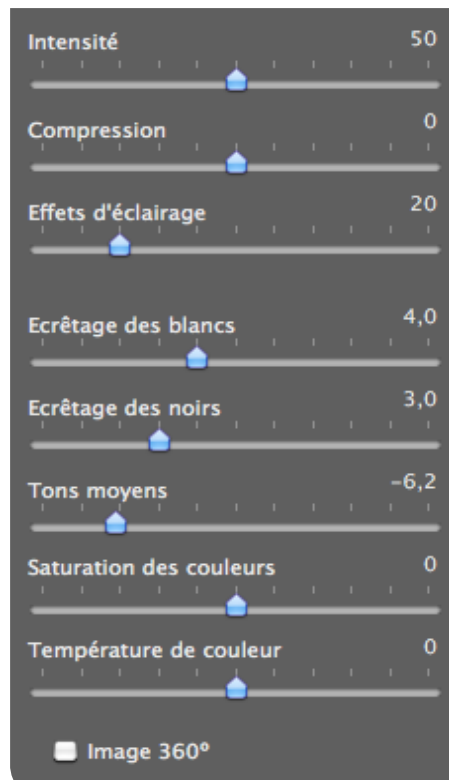 Intensité 50
Compression 0
Effets d'éclairage 20
Ecrêtage des blancs 4,0
Ecrêtage des noirs 3,0
Tons moyens -6,2
Saturation des couleurs 0
Température de couleur 0
Image 360°